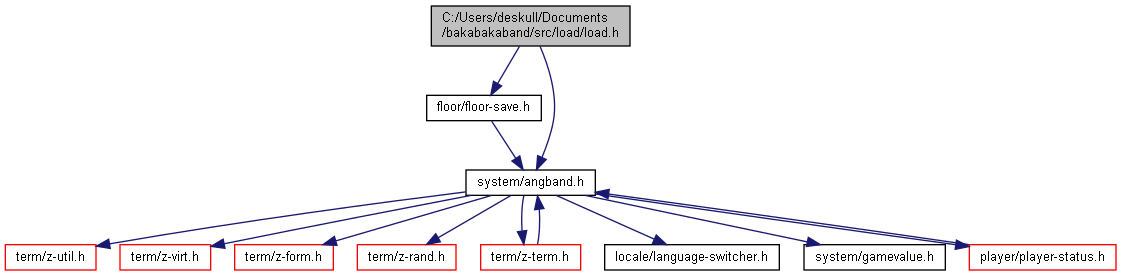 C:/Users/deskull/Documents
/bakabakaband/src/load/load.h
floor/floor-save.h
system/angband.h
term/z-util.h
term/z-virt.h
term/z-form.h
term/z-rand.h
term/z-term.h
locale/language-switcher.h
system/gamevalue.h
player/player-status.h